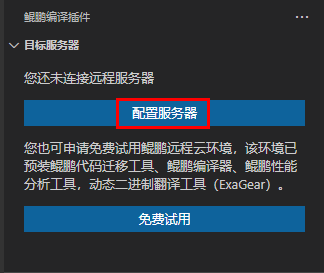 鲲鹏编译插件
目标服务器
您还未连接远程服务器
配置服务器
您也可申请免费试用鲲鹏远程云环境，该环境已
预装鲲鹏代码迁移工具、鲲鹏编译器、鲲鹏性能
分析工具，动态二进制翻译工具（ExaGear）。
免费试用